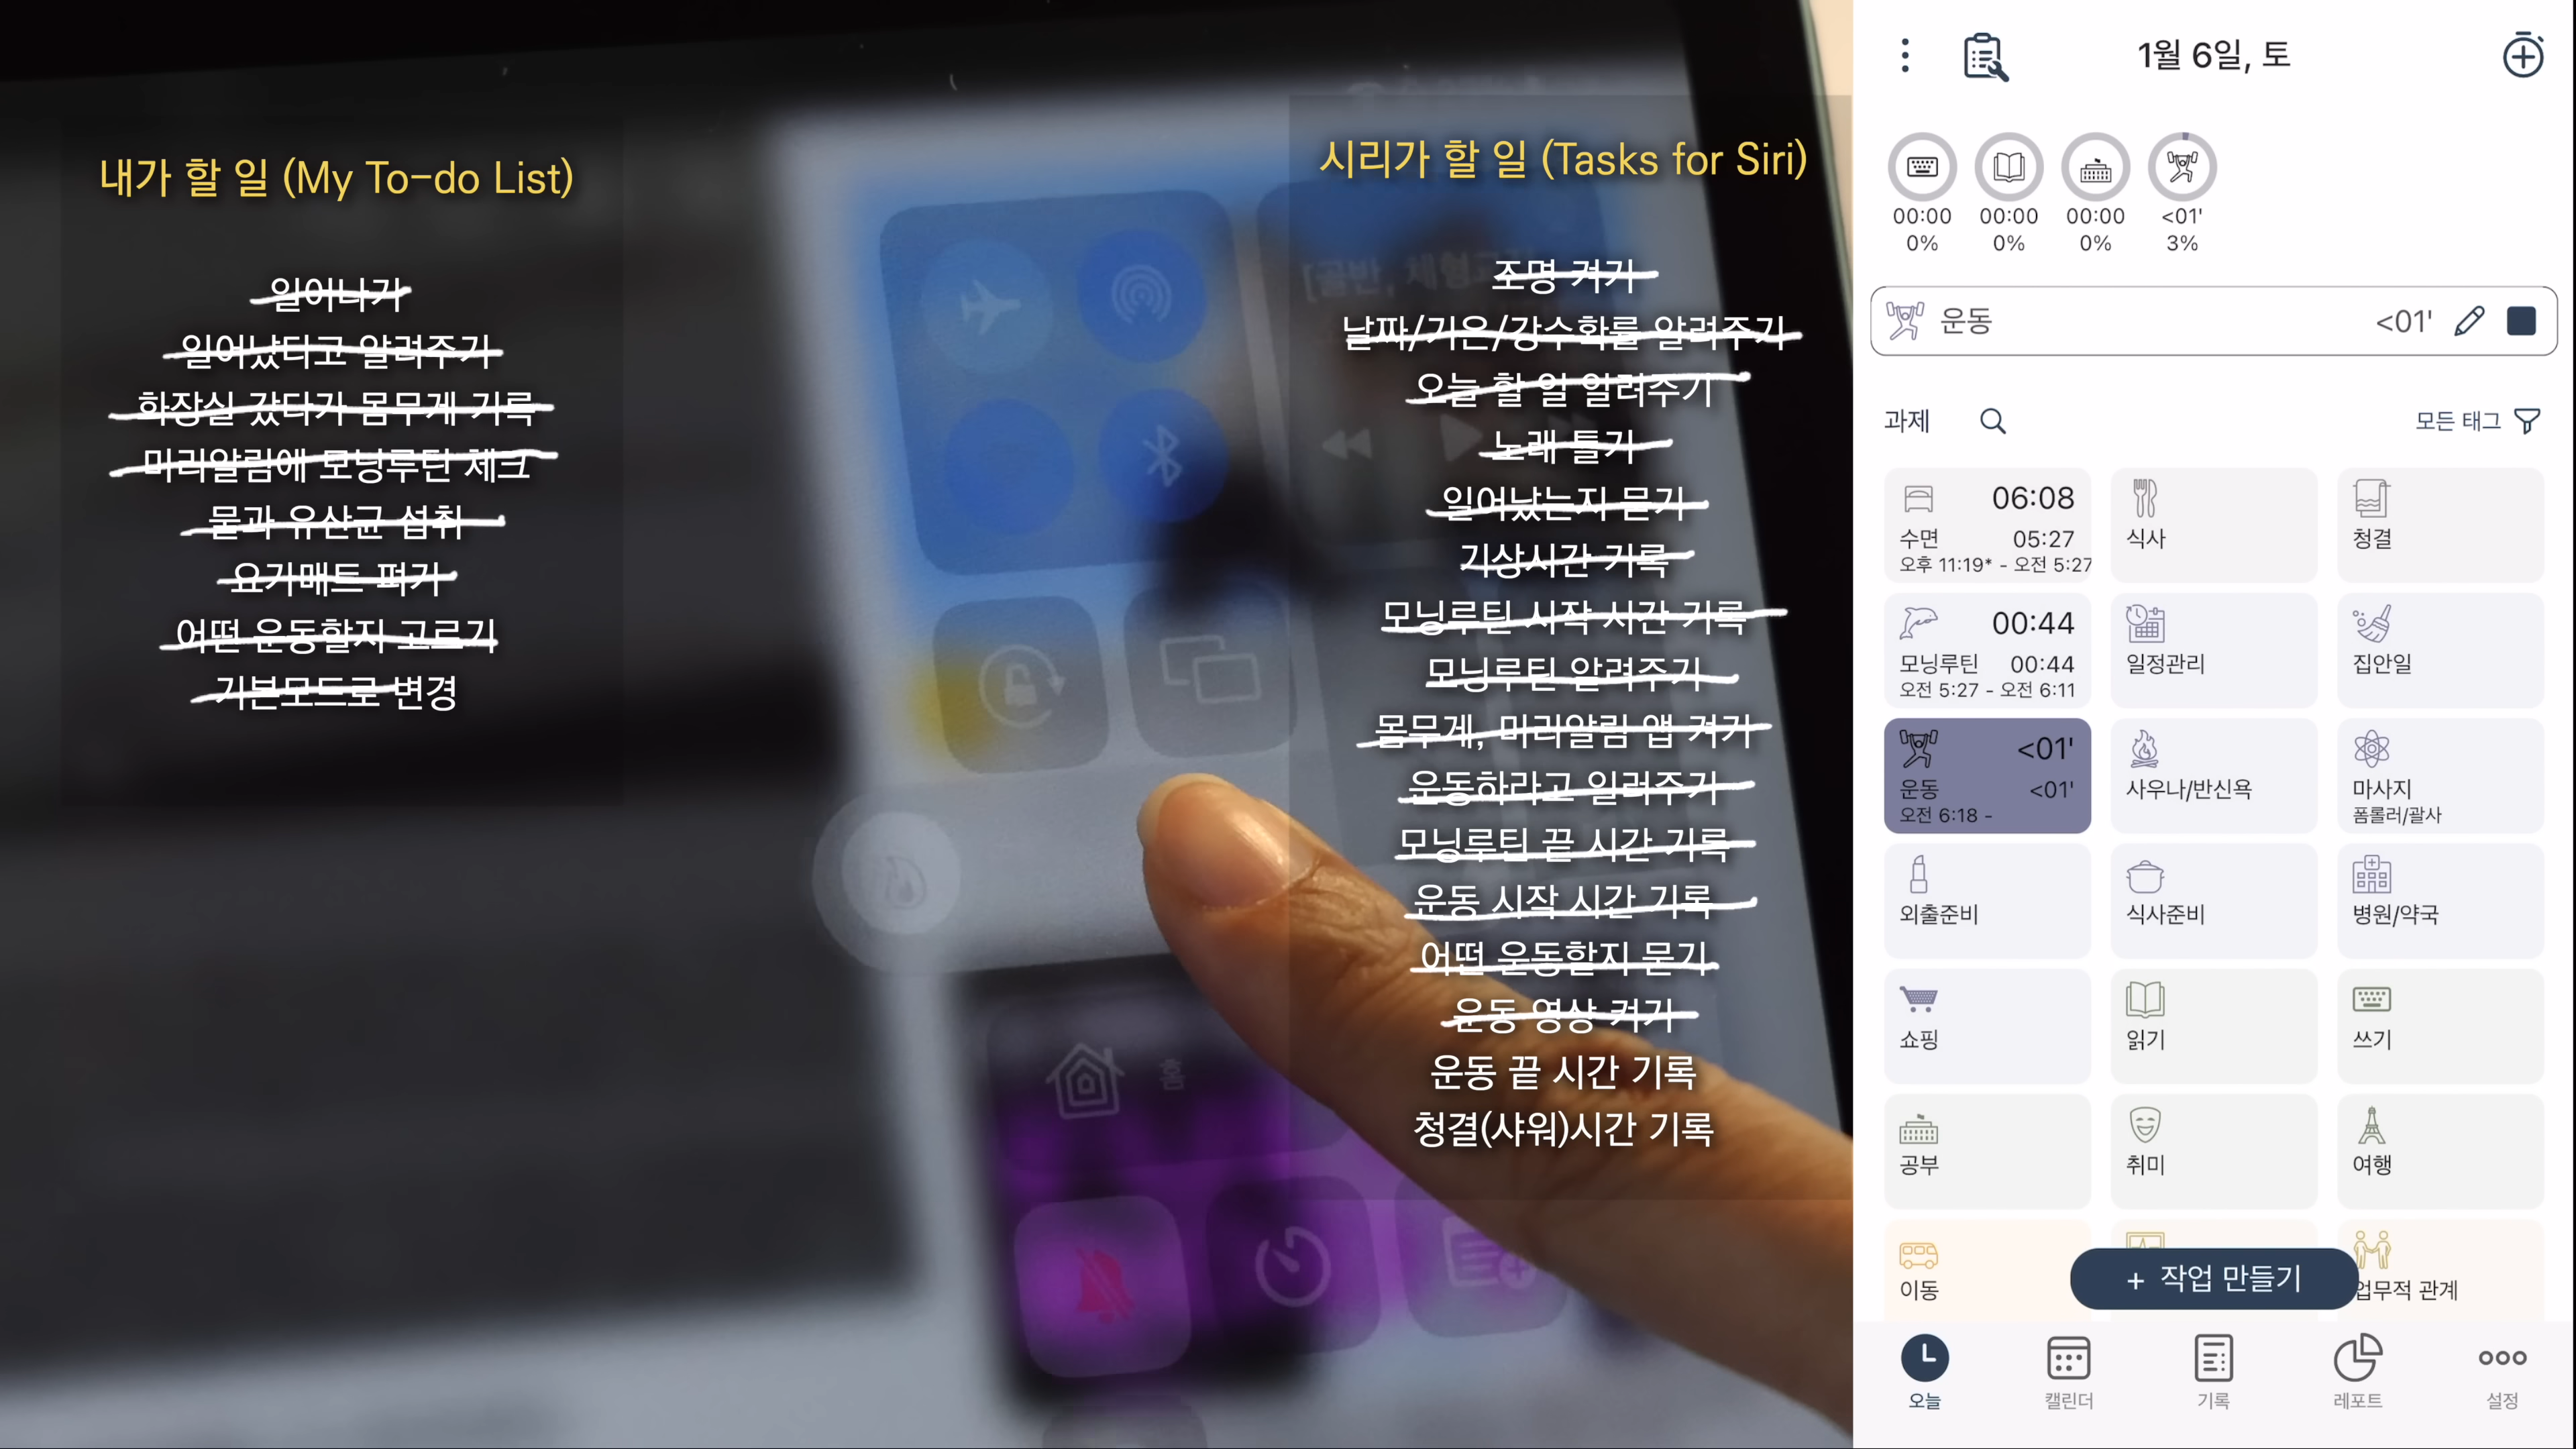 내가 할 일 (My To-do List)
일어나기
일어났다고 알려주기
화장실 갔다가 몸무게 기록
미리알림에 모닝루틴 체크
물과 유산균 섭취
요가매트 펴기
어떤 운동할지 고르기
기본모드로 변경
시리가 할 일 (Tasks for Siri)
조명 켜기
날짜/기온/강수확률 알려주기
오늘 할 일 알려주기
노래 틀기
일어났는지 묻기
기상시간 기록
모닝루틴 시작 시간 기록
모닝루틴 알려주기
몸무게, 미리알림 앱 켜기
운동하라고 알려주기
모닝루틴 끝 시간 기록
운동 시작 시간 기록
어떤 운동할지 묻기
운동 영상 켜기
운동 끝 시간 기록
청결(샤워)시간 기록
홈
1월 6일, 토
00:00 00:00 00:00 <01'
0% 0% 0% 3%
운동 <01'
과제 모든 태그
06:08
수면 05:27 식사 청결
오후 11:19* - 오전 5:27
00:44
모닝루틴 00:44 일정관리 집안일
오전 5:27 - 오전 6:11
<01'
운동 <01' 사우나/반신욕 마사지
오전 6:18 - 폼롤러/괄사
외출준비 식사준비 병원/약국
쇼핑 읽기 쓰기
공부 취미 여행
+ 작업 만들기
이동 업무적 관계
오늘 캘린더 기록 레포트 설정